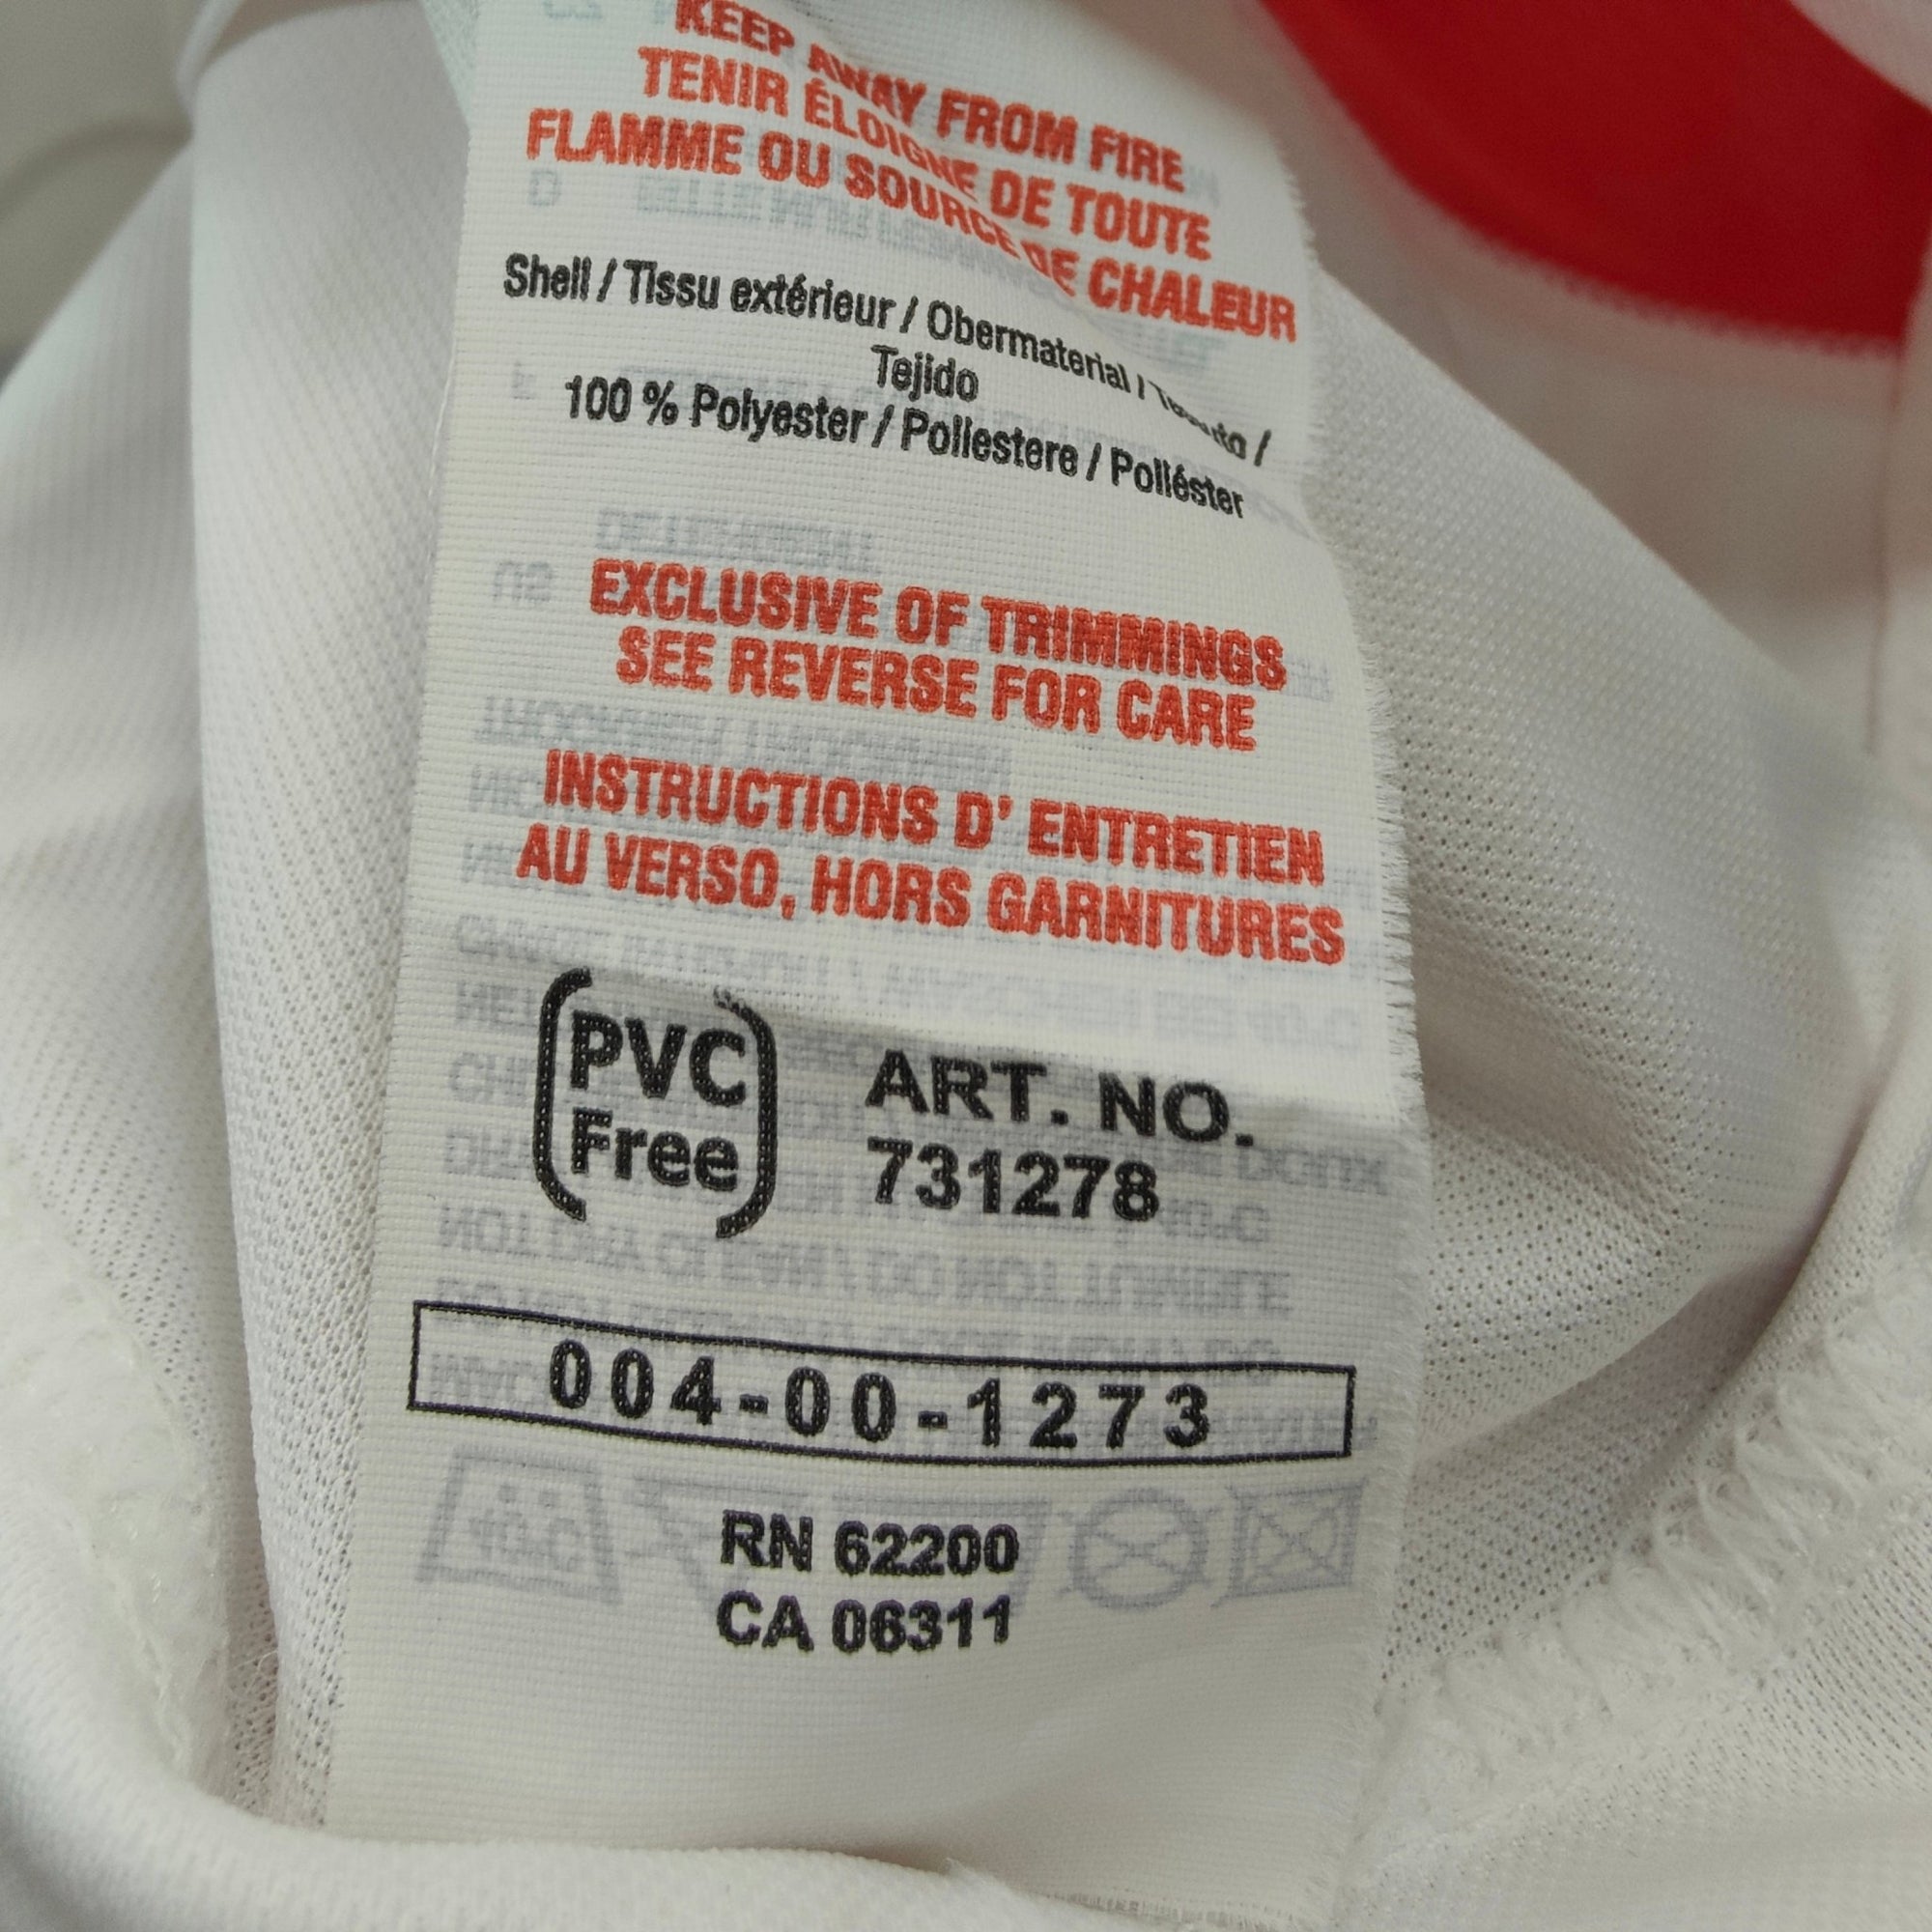 KEEP AWAY FROM FIRE
TENIR ÉLOIGNE DE TOUTE
FLAMME OU SOURCE DE CHALEUR
Shell / Tissu extérieur / Obermaterial / Tessuto /
Tejido
100 % Polyester / Poliestere / Poliéster
EXCLUSIVE OF TRIMMINGS
SEE REVERSE FOR CARE
INSTRUCTIONS D' ENTRETIEN
AU VERSO, HORS GARNITURES
PVC
Free
ART. NO.
731278
004-00-1273
RN 62200
CA 06311